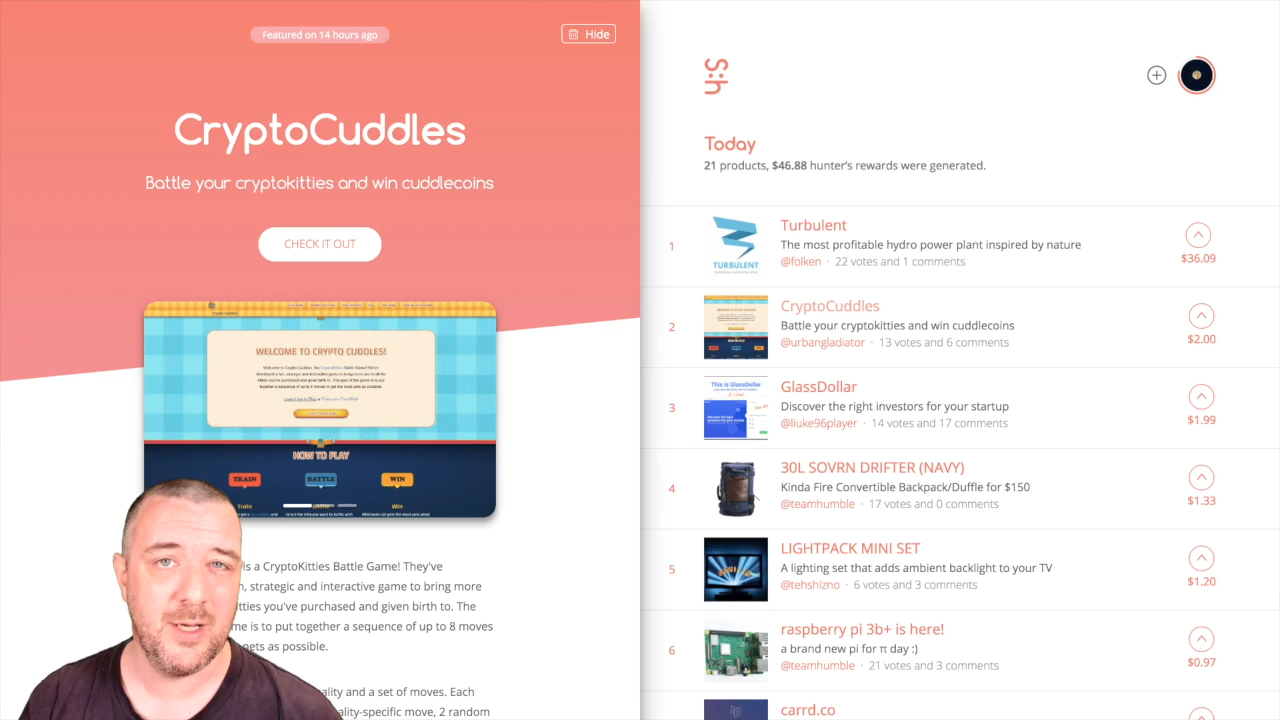 Featured on 14 hours ago
Hide
CryptoCuddles
Battle your cryptokitties and win cuddlecoins
CHECK IT OUT
WELCOME TO CRYPTO CUDDLES!
HOW TO PLAY
TRAIN
BATTLE
WIN
Train
Win
is a CryptoKitties Battle Game! They've
, strategic and interactive game to bring more
you've purchased and given birth to. The
is to put together a sequence of up to 8 moves
as possible.
and a set of moves. Each
move, 2 random
S:h
Today
21 products, $46.88 hunter's rewards were generated.
1
TURBULENT
Turbulent
The most profitable hydro power plant inspired by nature
@folken · 22 votes and 1 comments
$36.09
2
CryptoCuddles
Battle your cryptokitties and win cuddlecoins
@urbangladiator · 13 votes and 6 comments
$2.00
3
This is GlassDollar
GlassDollar
Discover the right investors for your startup
@liuke96player · 14 votes and 17 comments
$1.99
4
30L SOVRN DRIFTER (NAVY)
Kinda Fire Convertible Backpack/Duffle for $150
@teamhumble · 17 votes and 0 comments
$1.33
5
LIGHTPACK MINI SET
A lighting set that adds ambient backlight to your TV
@tehshizno · 6 votes and 3 comments
$1.20
6
raspberry pi 3b+ is here!
a brand new pi for π day :)
@teamhumble · 21 votes and 3 comments
$0.97
carrd.co